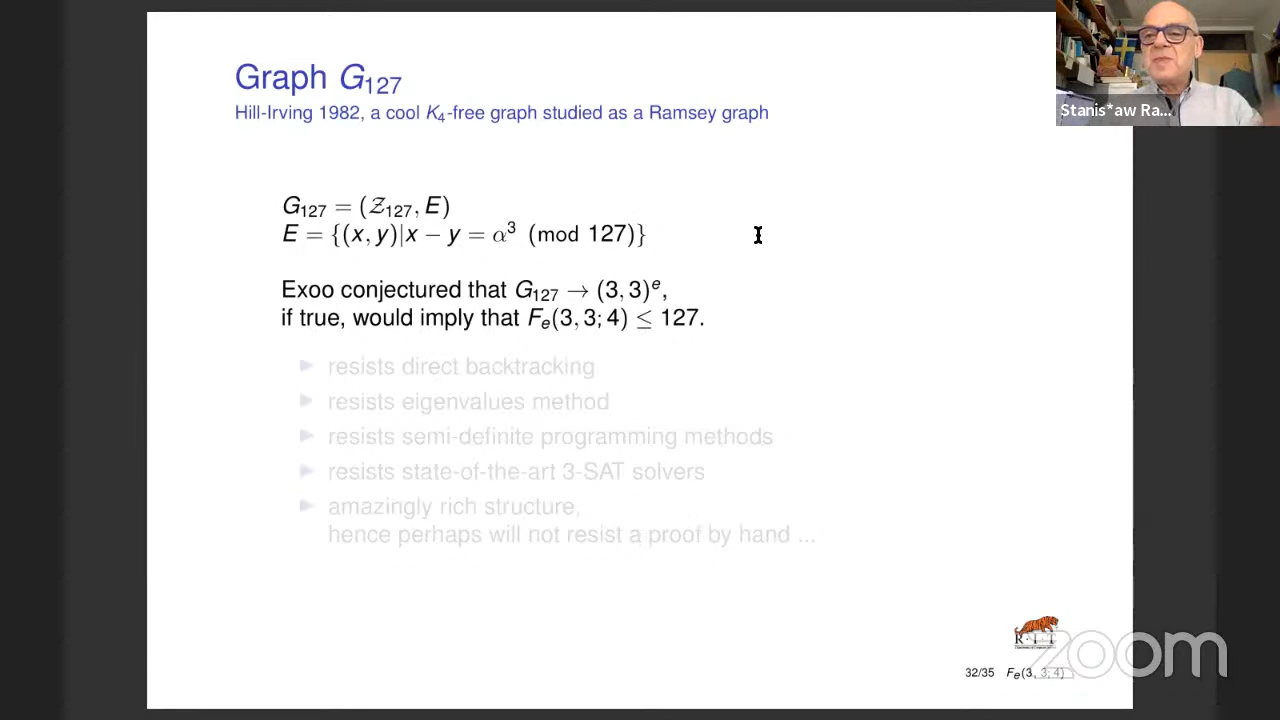 Graph G₁₂₇
Hill-Irving 1982, a cool K₄-free graph studied as a Ramsey graph
Stanis*aw Ra...
G₁₂₇ = (𝒵₁₂₇, E)
E = {(x, y)|x − y = α³ (mod 127)}
Exoo conjectured that G₁₂₇ → (3, 3)ᵉ,
if true, would imply that Fₑ(3, 3; 4) ≤ 127.
resists direct backtracking
resists eigenvalues method
resists semi-definite programming methods
resists state-of-the-art 3-SAT solvers
amazingly rich structure,
hence perhaps will not resist a proof by hand ...
R·I·T
zoom
32/35 Fₑ(3, 3; 4)